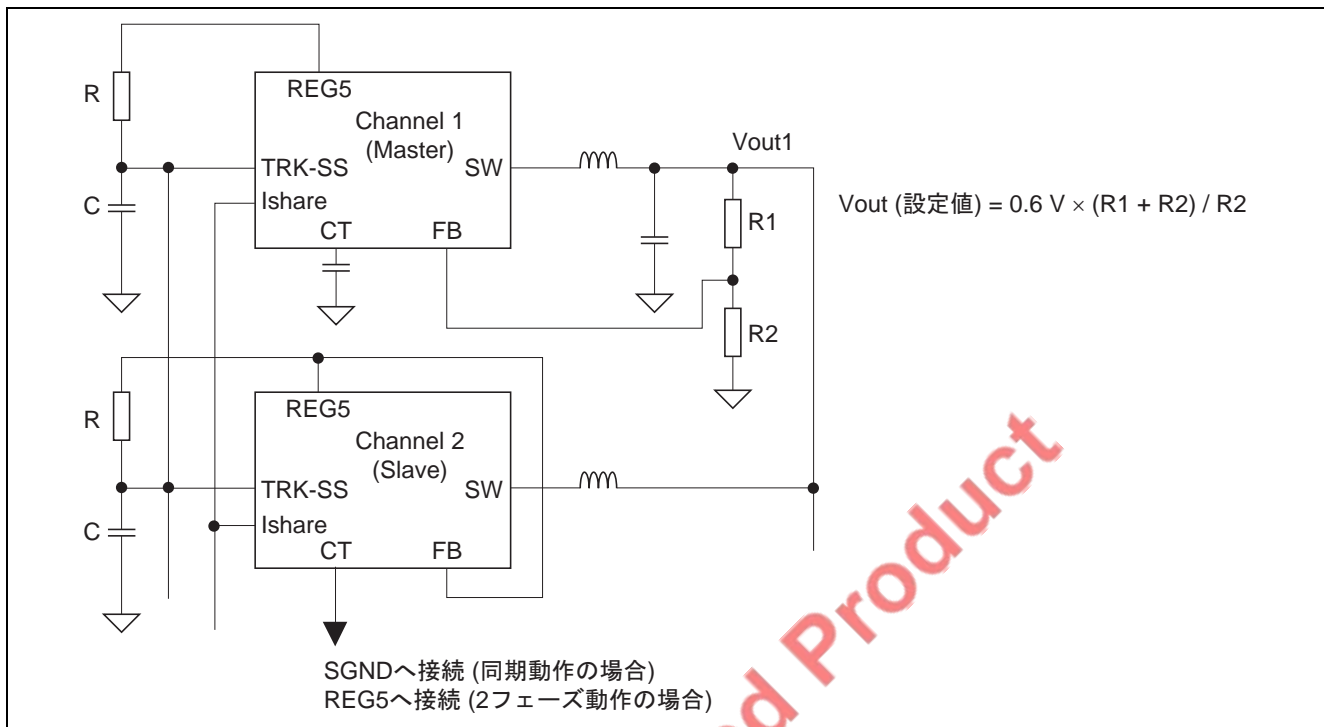 REG5
R
Channel 1
(Master)
Vout1
TRK-SS
SW
Ishare
C
CT
FB
R1
Vout (設定値) = 0.6 V × (R1 + R2) / R2
R2
REG5
R
Channel 2
(Slave)
TRK-SS
SW
Ishare
C
CT
FB
SGNDへ接続 (同期動作の場合)
REG5へ接続 (2フェーズ動作の場合)
d Product